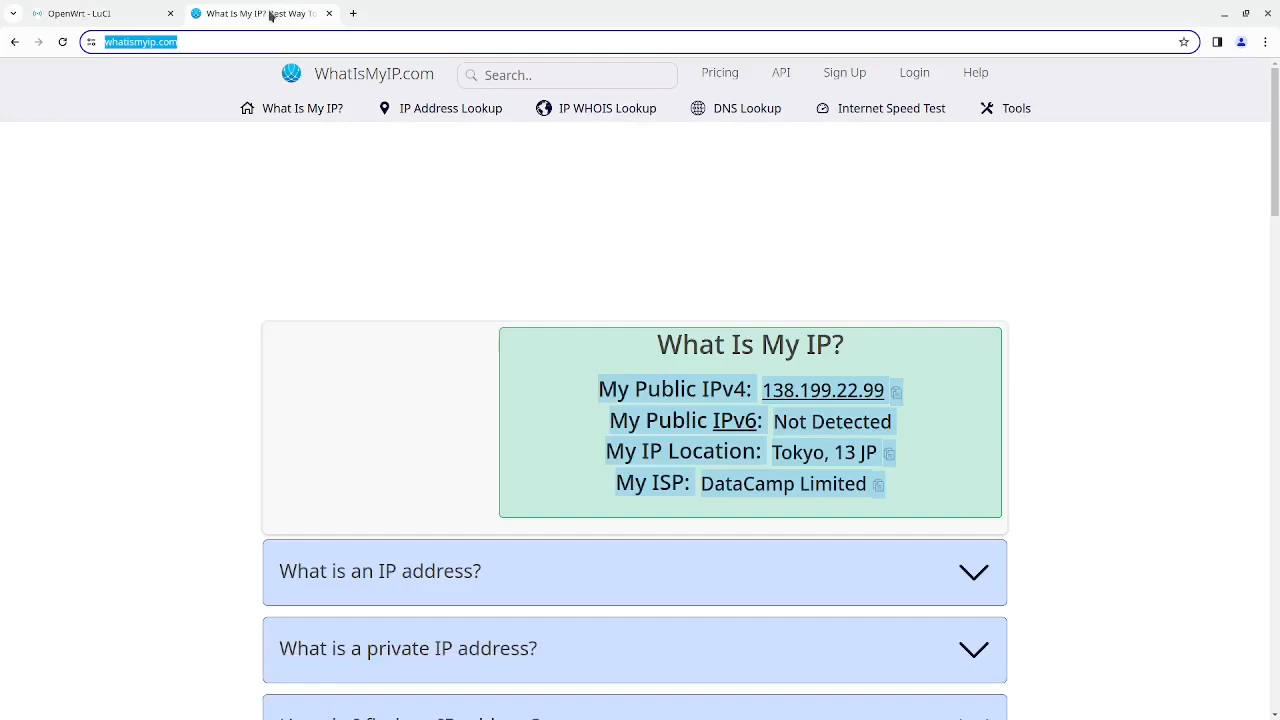 OpenWrt - LuCI
What Is My IP? Best Way To
whatismyip.com
WhatIsMyIP.com
Search..
Pricing
API
Sign Up
Login
Help
What Is My IP?
IP Address Lookup
IP WHOIS Lookup
DNS Lookup
Internet Speed Test
Tools
What Is My IP?
My Public IPv4: 138.199.22.99
My Public IPv6: Not Detected
My IP Location: Tokyo, 13 JP
My ISP: DataCamp Limited
What is an IP address?
What is a private IP address?